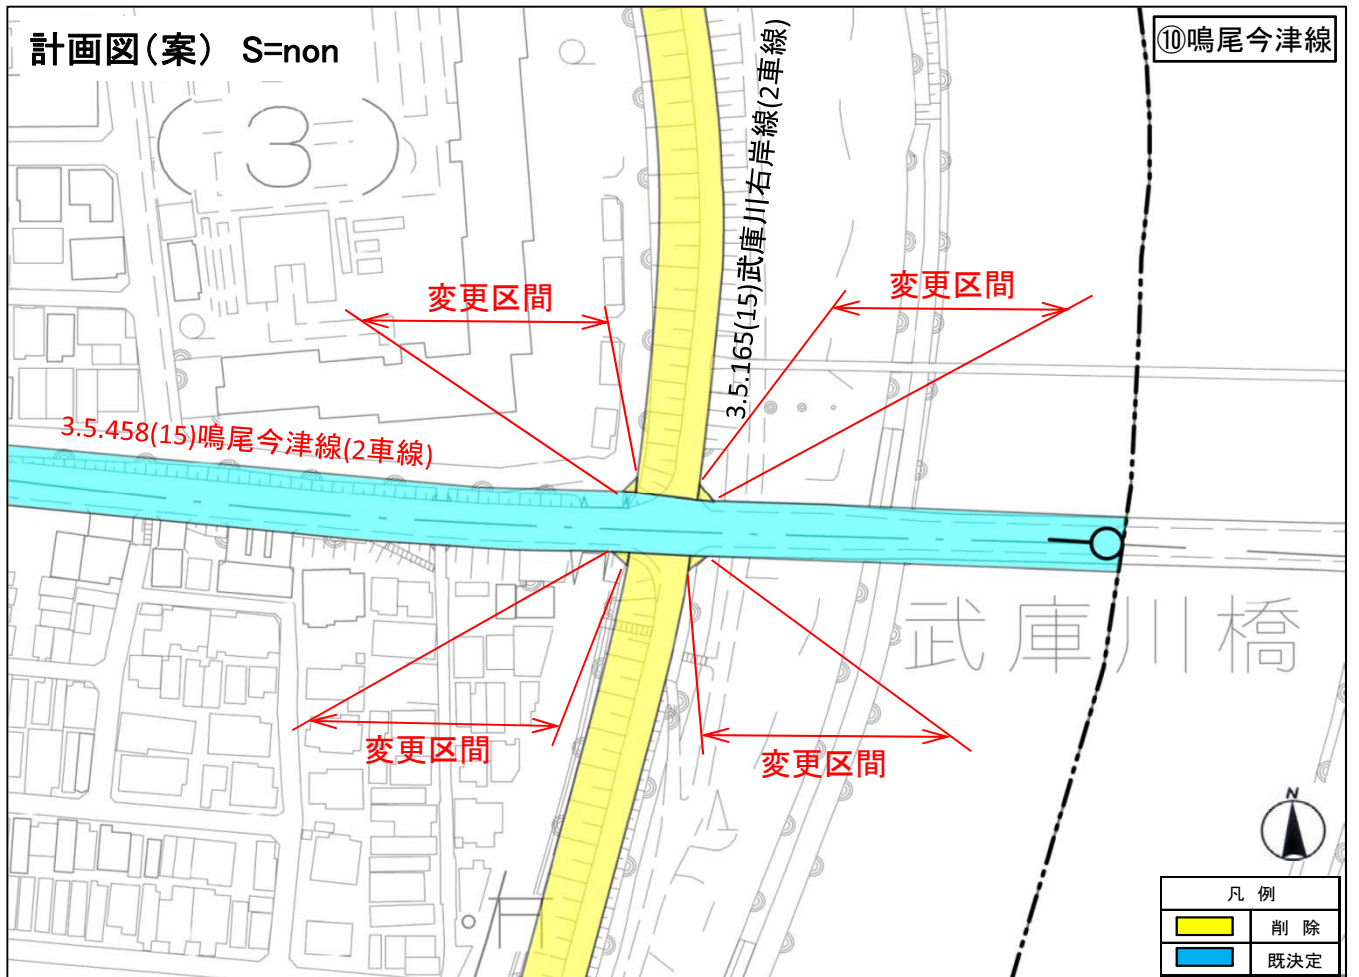 計画図(案) S=non
⑩鳴尾今津線
3.5.165(15)武庫川右岸線(2車線)
3
変更区間
変更区間
3.5.458(15)鳴尾今津線(2車線)
武庫川橋
変更区間
変更区間
N
凡 例
削 除
既決定